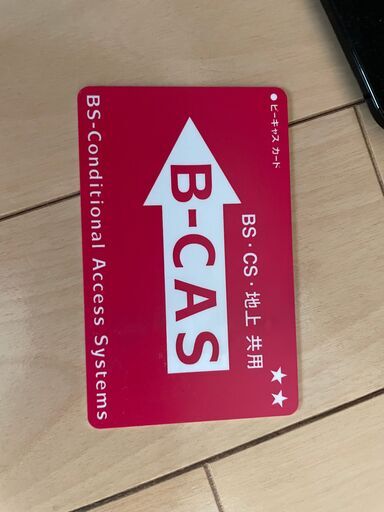 ● ビーキャス カード
BS・CS・地上 共用
★★
B-CAS
BS-Conditional Access Systems